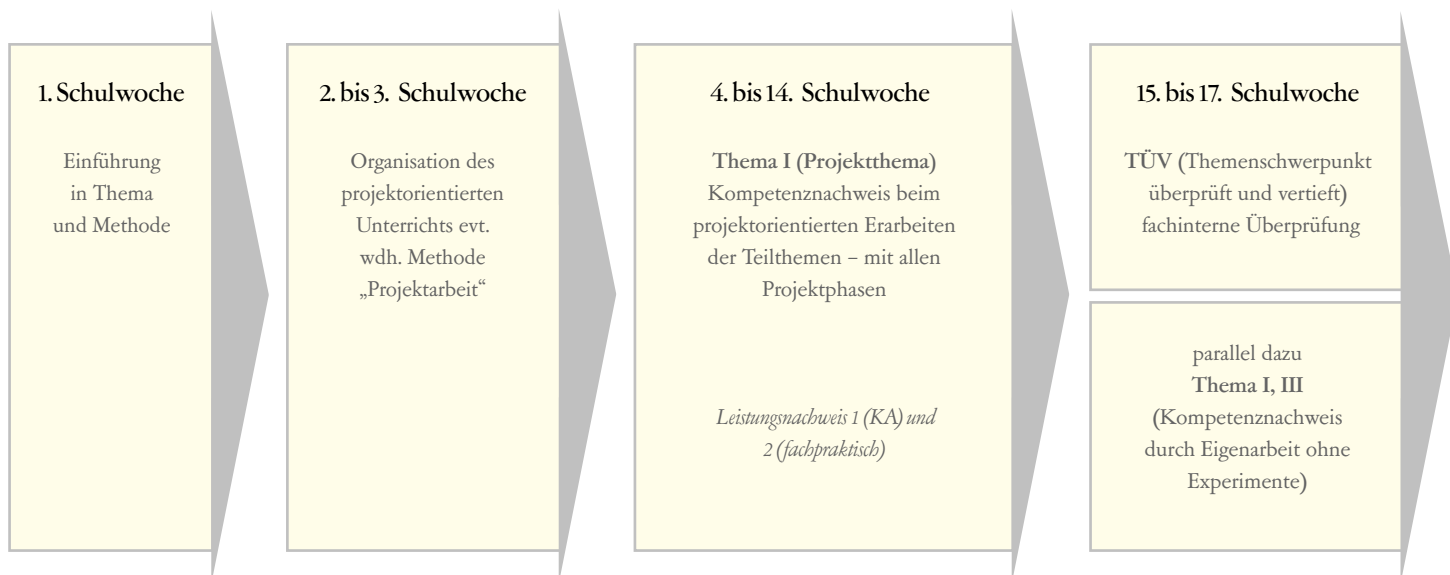 1. Schulwoche
Einführung
in Thema
und Methode
2. bis 3. Schulwoche
Organisation des
projektorientierten
Unterrichts evt.
wdh. Methode
„Projektarbeit“
4. bis 14. Schulwoche
Thema I (Projektthema)
Kompetenznachweis beim
projektorientierten Erarbeiten
der Teilthemen – mit allen
Projektphasen
Leistungsnachweis 1 (KA) und
2 (fachpraktisch)
15. bis 17. Schulwoche
TÜV (Themenschwerpunkt
überprüft und vertieft)
fachinterne Überprüfung
parallel dazu
Thema I, III
(Kompetenznachweis
durch Eigenarbeit ohne
Experimente)